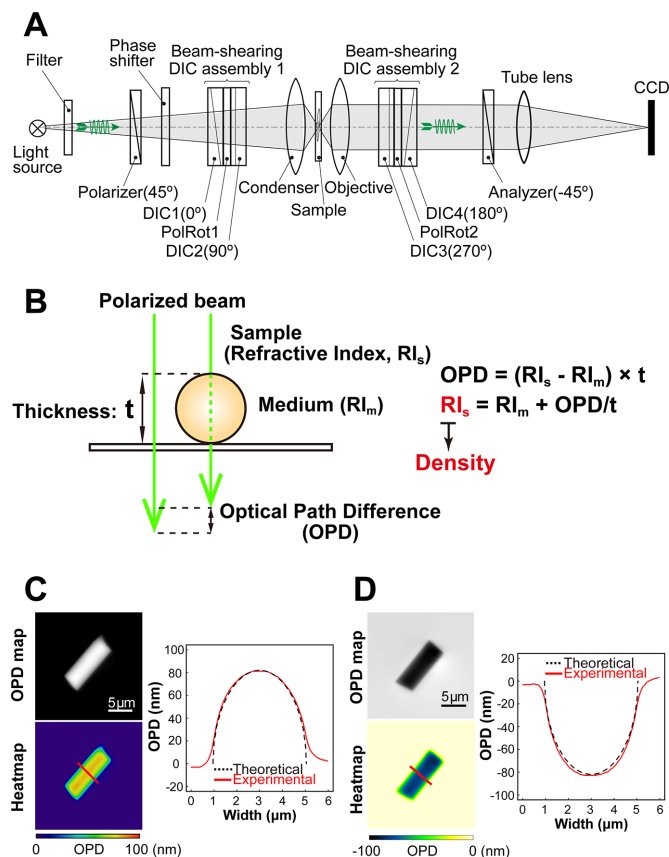 A
Filter
Phase
shifter
Beam-shearing
DIC assembly 1
Beam-shearing
DIC assembly 2
Tube lens
CCD
Light
source
Polarizer(45º)
DIC1(0º)
PolRot1
DIC2(90º)
Condenser
Objective
Sample
DIC4(180º)
PolRot2
DIC3(270º)
Analyzer(-45º)
B
Polarized beam
Sample
(Refractive Index, RIs)
Thickness: t
Medium (RIm)
Optical Path Difference
(OPD)
OPD = (RIs - RIm) × t
RIs = RIm + OPD/t
Density
C
OPD map
5µm
Heatmap
0
OPD
100 (nm)
OPD (nm)
100
80
60
40
20
0
-20
Theoretical
Experimental
0 1 2 3 4 5 6
Width (µm)
D
OPD map
5µm
Heatmap
-100
OPD
0 (nm)
OPD (nm)
20
0
-20
-40
-60
-80
-100
Theoretical
Experimental
0 1 2 3 4 5 6
Width (µm)